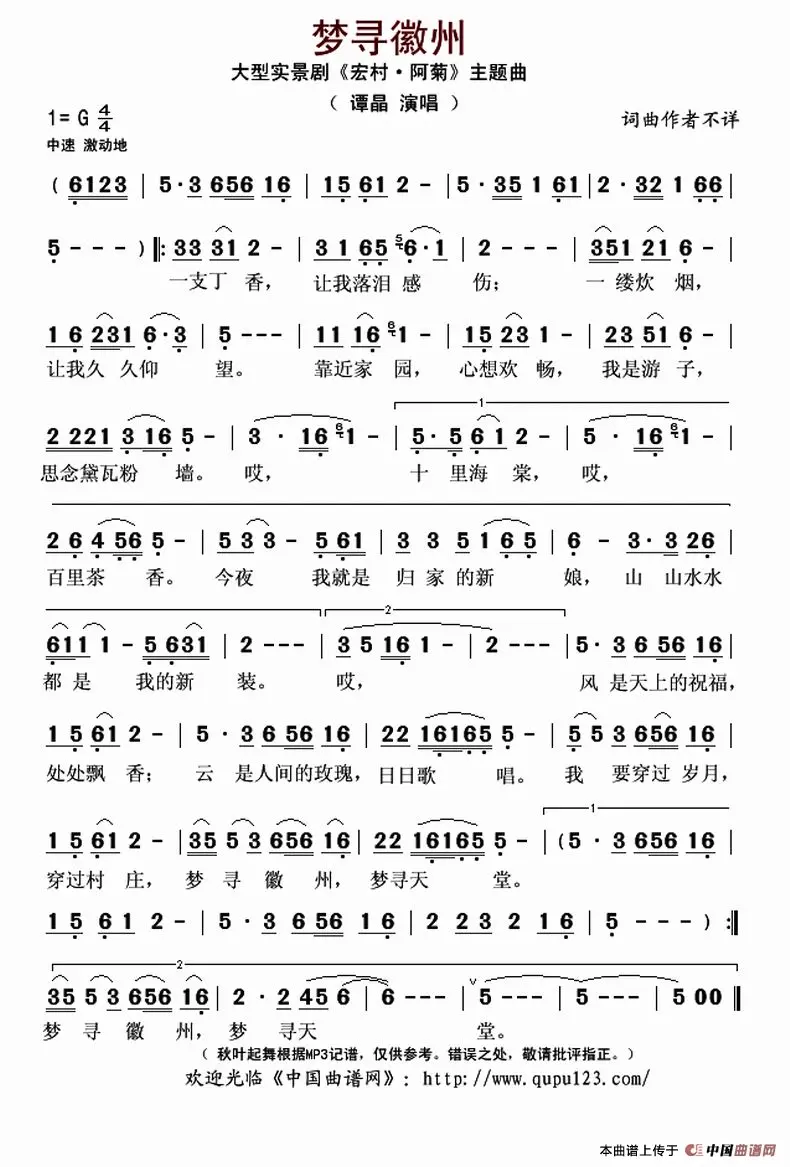 梦寻徽州
大型实景剧《宏村·阿菊》主题曲
( 谭晶 演唱 )
1= G 4/4
词曲作者不详
中速 激动地
( 6123 | 5·3 656 16 | 15 61 2 - | 5·35 1 61 | 2·32 1 66 |
5 - - - ) ‖: 33 31 2 - | 3 1 65 5 6·1 | 2 - - - | 351 21 6 - |
一支丁 香， 让我落泪 感 伤； 一 缕炊 烟，
1 6 231 6·3 | 5 - - - | 11 16 6 1 - | 15 23 1 - | 23 51 6 - |
让我久 久仰 望。 靠近家 园， 心想欢 畅， 我是游 子，
1
2 221 3 16 5 - | 3 · 16 6 1 - | 5·5 61 2 - | 5 · 16 6 1 - |
思念黛瓦粉 墙。 哎， 十 里海 棠， 哎，
2 6 4 56 5 - | 5 3 3 - 5 61 | 3 3 5 1 65 | 6 - 3·3 26 |
百里茶 香。 今夜 我就是 归 家 的新 娘， 山 山水水
2
611 1 - 5 631 | 2 - - - | 3 5 16 1 - | 2 - - - | 5·3 6 56 16 |
都 是 我的新 装。 哎， 风 是天上的祝福，
1 5 61 2 - | 5·3 6 56 16 | 22 16165 5 - | 5 5 3 656 16 |
处处飘 香； 云 是人间的玫瑰， 日日歌 唱。 我 要穿过 岁月，
1
1 5 61 2 - | 35 5 3 656 16 | 22 16165 5 - | (5·3 656 16 |
穿过村 庄， 梦 寻 徽 州， 梦寻天 堂。
1 5 61 2 - | 5·3 656 16 | 2 23 2 16 | 5 - - - ) :‖
2
35 5 3 656 16 | 2·2 456 6 - | 6 - - - | 5 - - - | 5 - - - | 5 00 ‖
梦 寻 徽 州， 梦 寻天 堂。
( 秋叶起舞根据MP3记谱，仅供参考。错误之处，敬请批评指正。)
欢迎光临《中国曲谱网》：http://www.qupu123.com/
本曲谱上传于 中国曲谱网